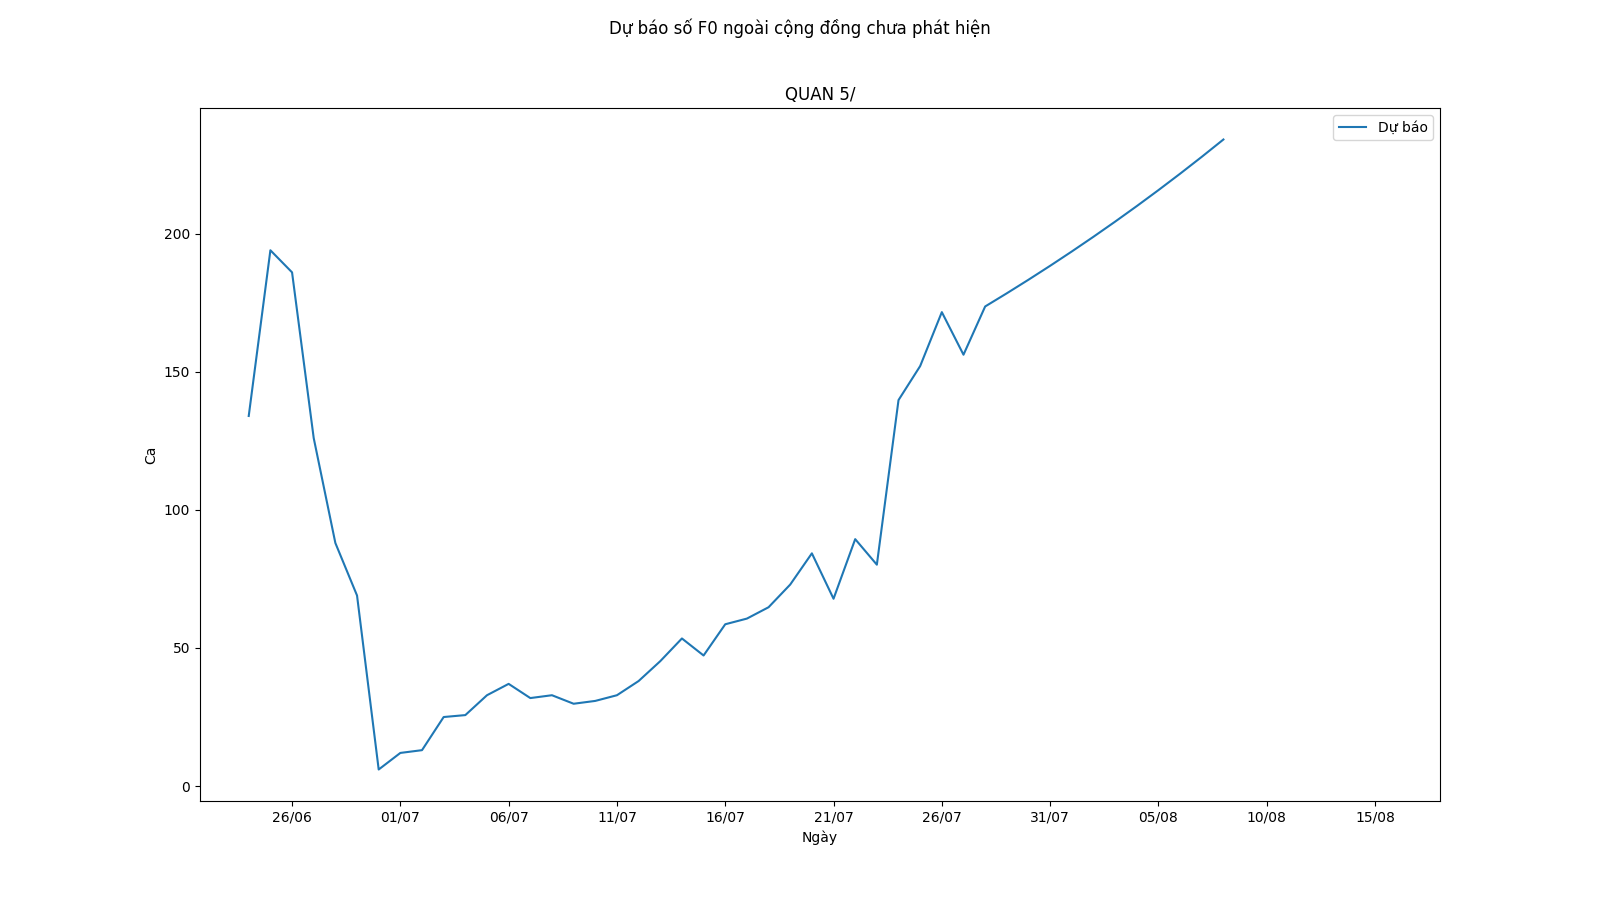 Dự báo số F0 ngoài cộng đồng chưa phát hiện
QUAN 5/
Dự báo
Ca
200
150
100
50
0
26/06 01/07 06/07 11/07 16/07 21/07 26/07 31/07 05/08 10/08 15/08
Ngày